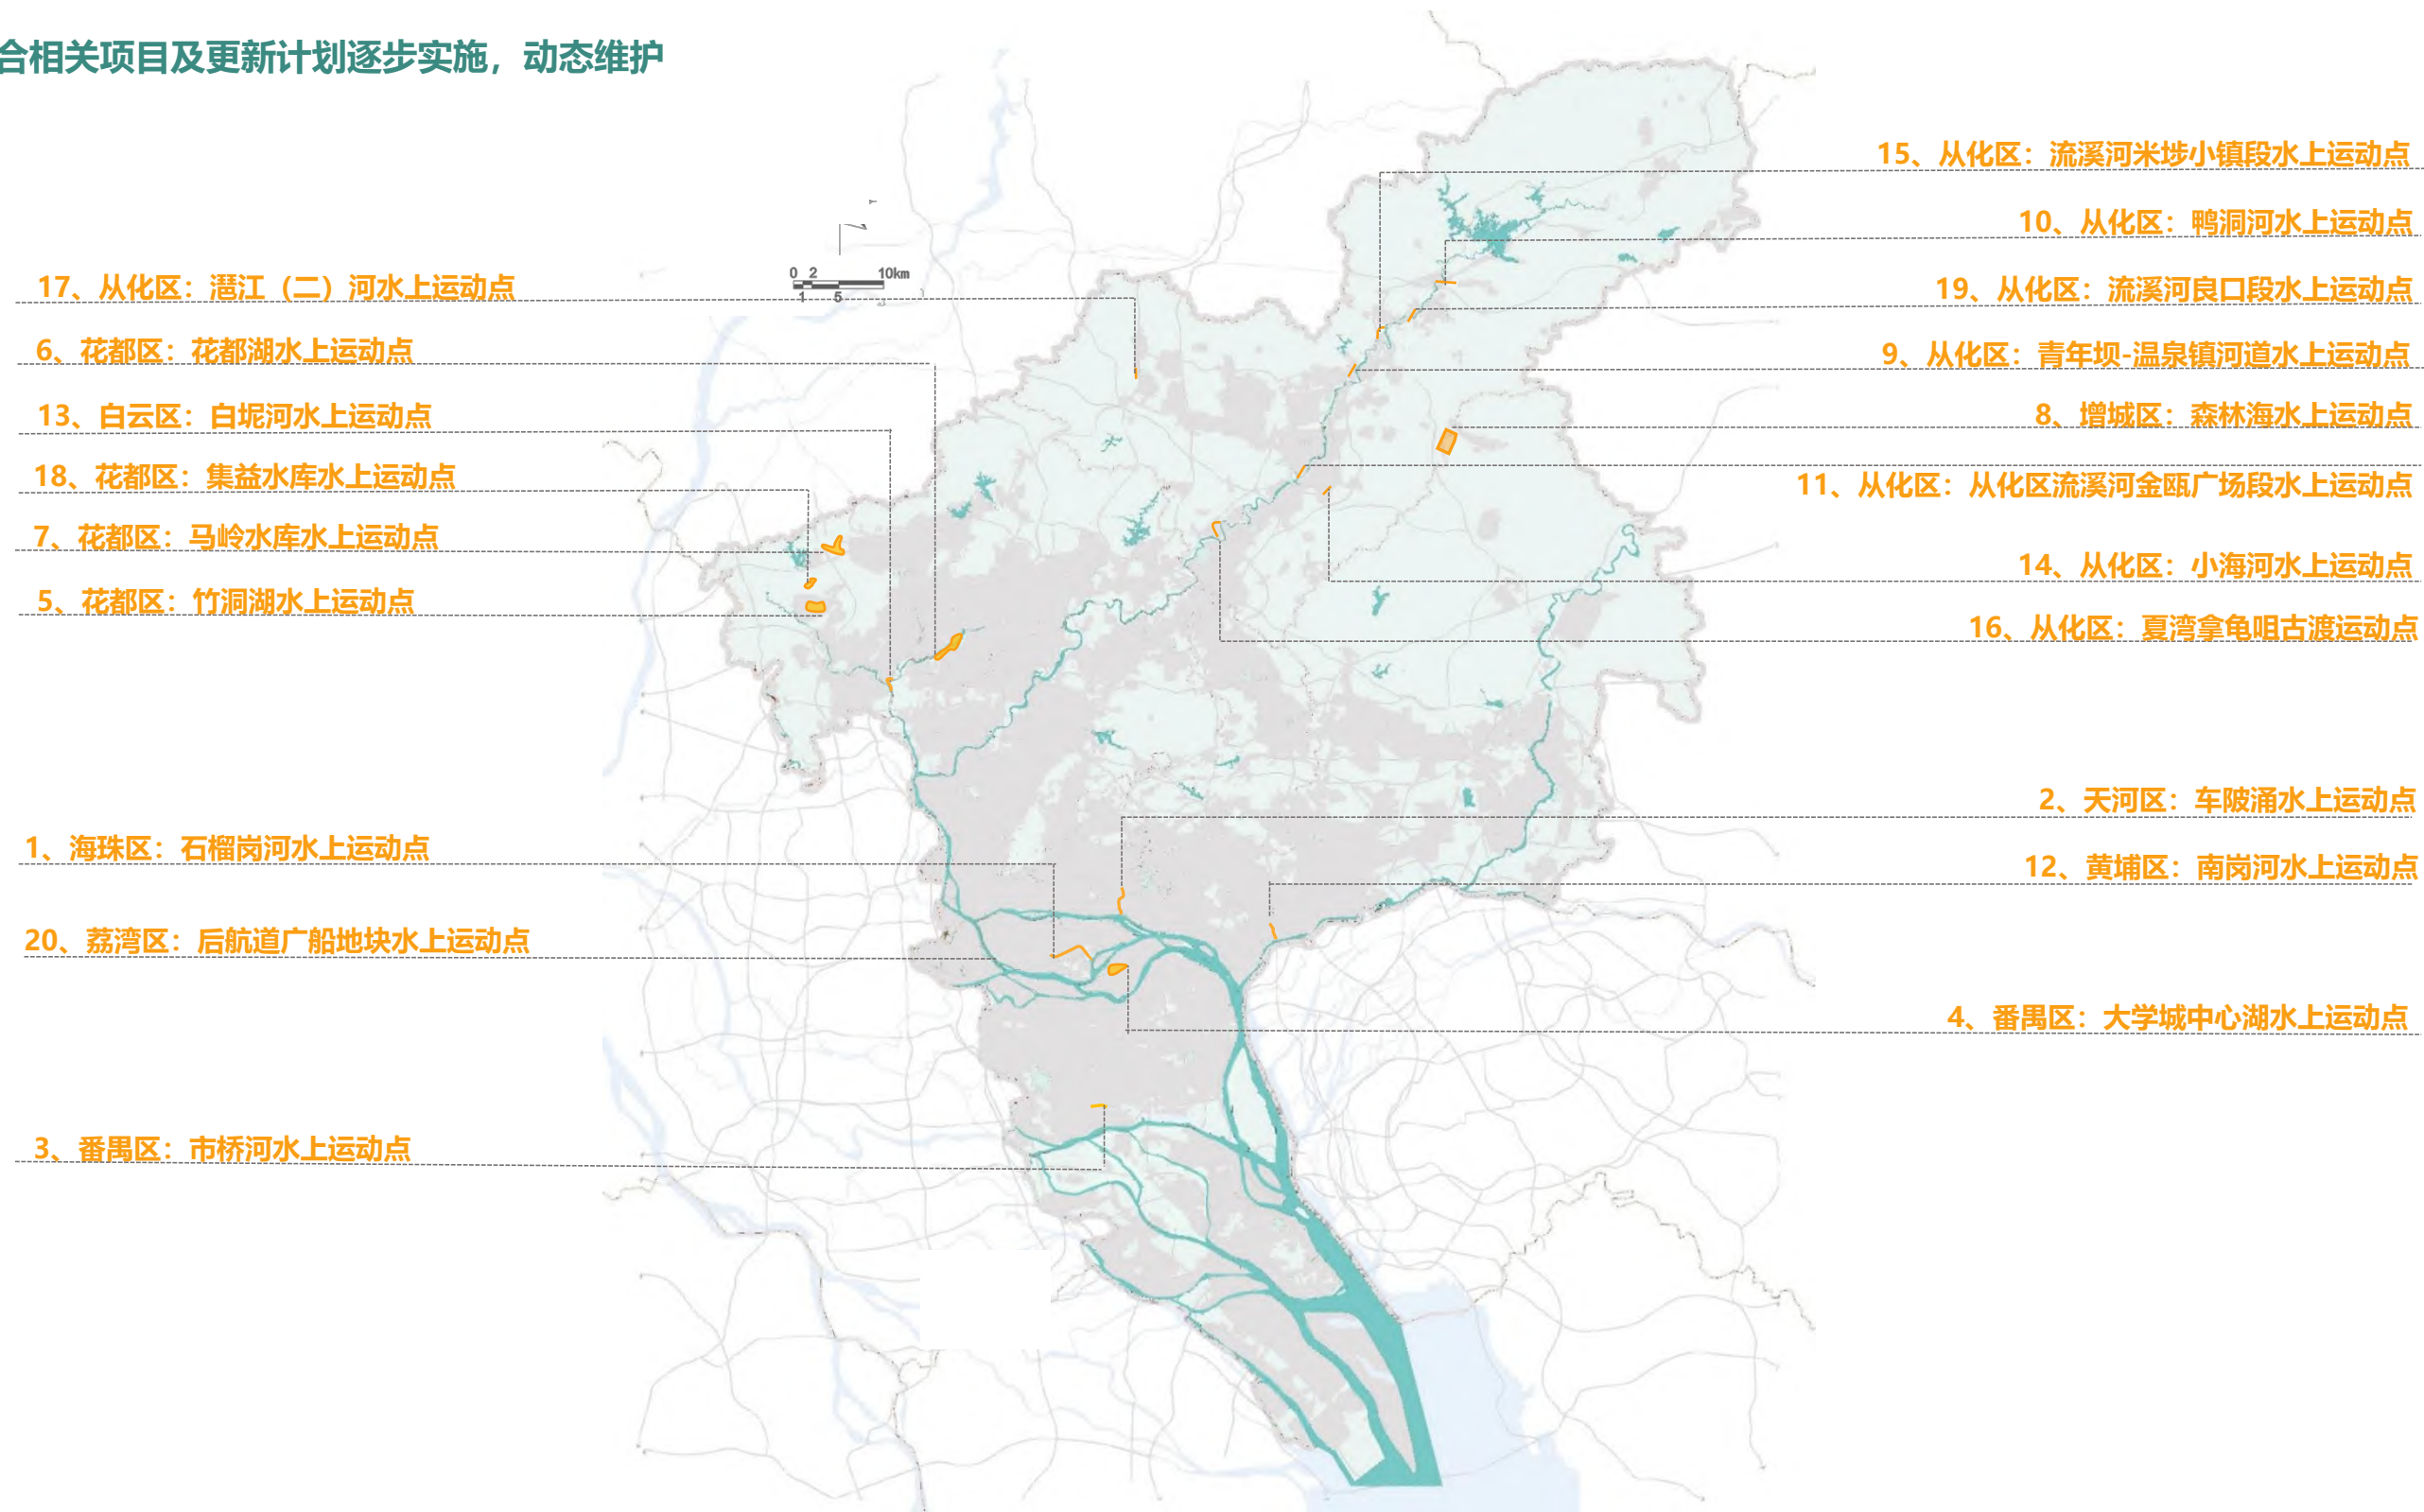 合相关项目及更新计划逐步实施，动态维护
0 2 10km
1 5
17、从化区：潖江（二）河水上运动点
6、花都区：花都湖水上运动点
13、白云区：白坭河水上运动点
18、花都区：集益水库水上运动点
7、花都区：马岭水库水上运动点
5、花都区：竹洞湖水上运动点
1、海珠区：石榴岗河水上运动点
20、荔湾区：后航道广船地块水上运动点
3、番禺区：市桥河水上运动点
15、从化区：流溪河米埗小镇段水上运动点
10、从化区：鸭洞河水上运动点
19、从化区：流溪河良口段水上运动点
9、从化区：青年坝-温泉镇河道水上运动点
8、增城区：森林海水上运动点
11、从化区：从化区流溪河金瓯广场段水上运动点
14、从化区：小海河水上运动点
16、从化区：夏湾拿龟咀古渡运动点
2、天河区：车陂涌水上运动点
12、黄埔区：南岗河水上运动点
4、番禺区：大学城中心湖水上运动点